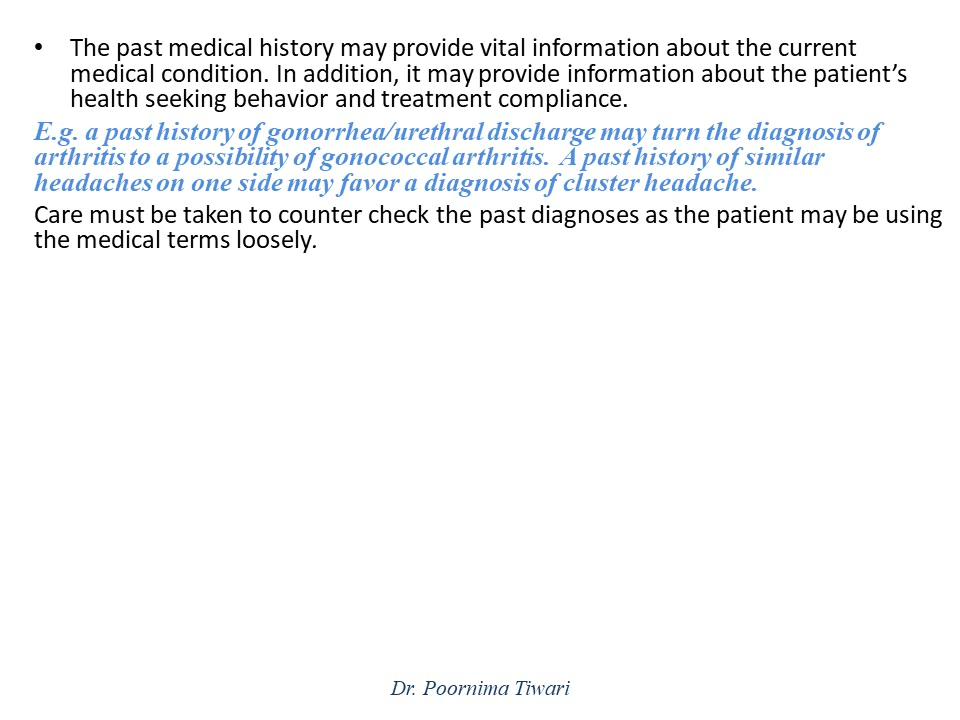 • The past medical history may provide vital information about the current
medical condition. In addition, it may provide information about the patient’s
health seeking behavior and treatment compliance.
E.g. a past history of gonorrhea/urethral discharge may turn the diagnosis of
arthritis to a possibility of gonococcal arthritis. A past history of similar
headaches on one side may favor a diagnosis of cluster headache.
Care must be taken to counter check the past diagnoses as the patient may be using
the medical terms loosely.
Dr. Poornima Tiwari